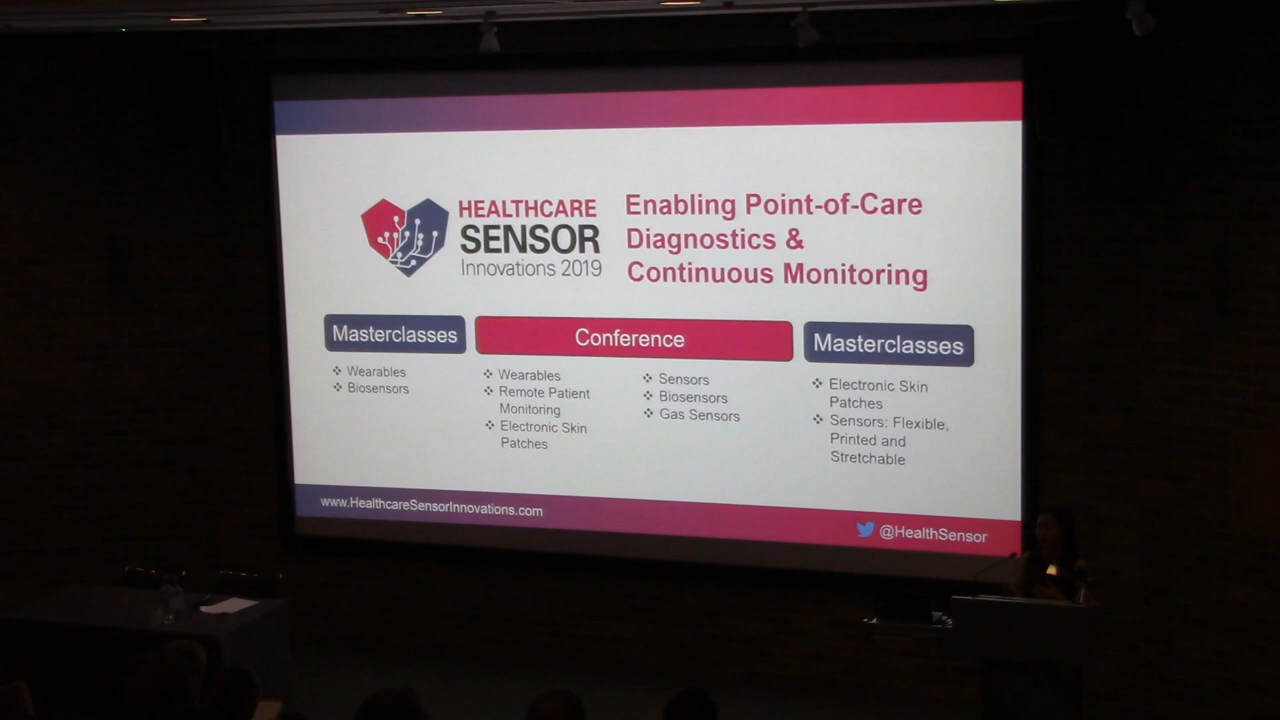 HEALTHCARE
SENSOR
Innovations 2019
Enabling Point-of-Care
Diagnostics &
Continuous Monitoring
Masterclasses
❖ Wearables
❖ Biosensors
Conference
❖ Wearables
❖ Remote Patient
Monitoring
❖ Electronic Skin
Patches
❖ Sensors
❖ Biosensors
❖ Gas Sensors
Masterclasses
❖ Electronic Skin
Patches
❖ Sensors: Flexible,
Printed and
Stretchable
www.HealthcareSensorInnovations.com
@HealthSensor